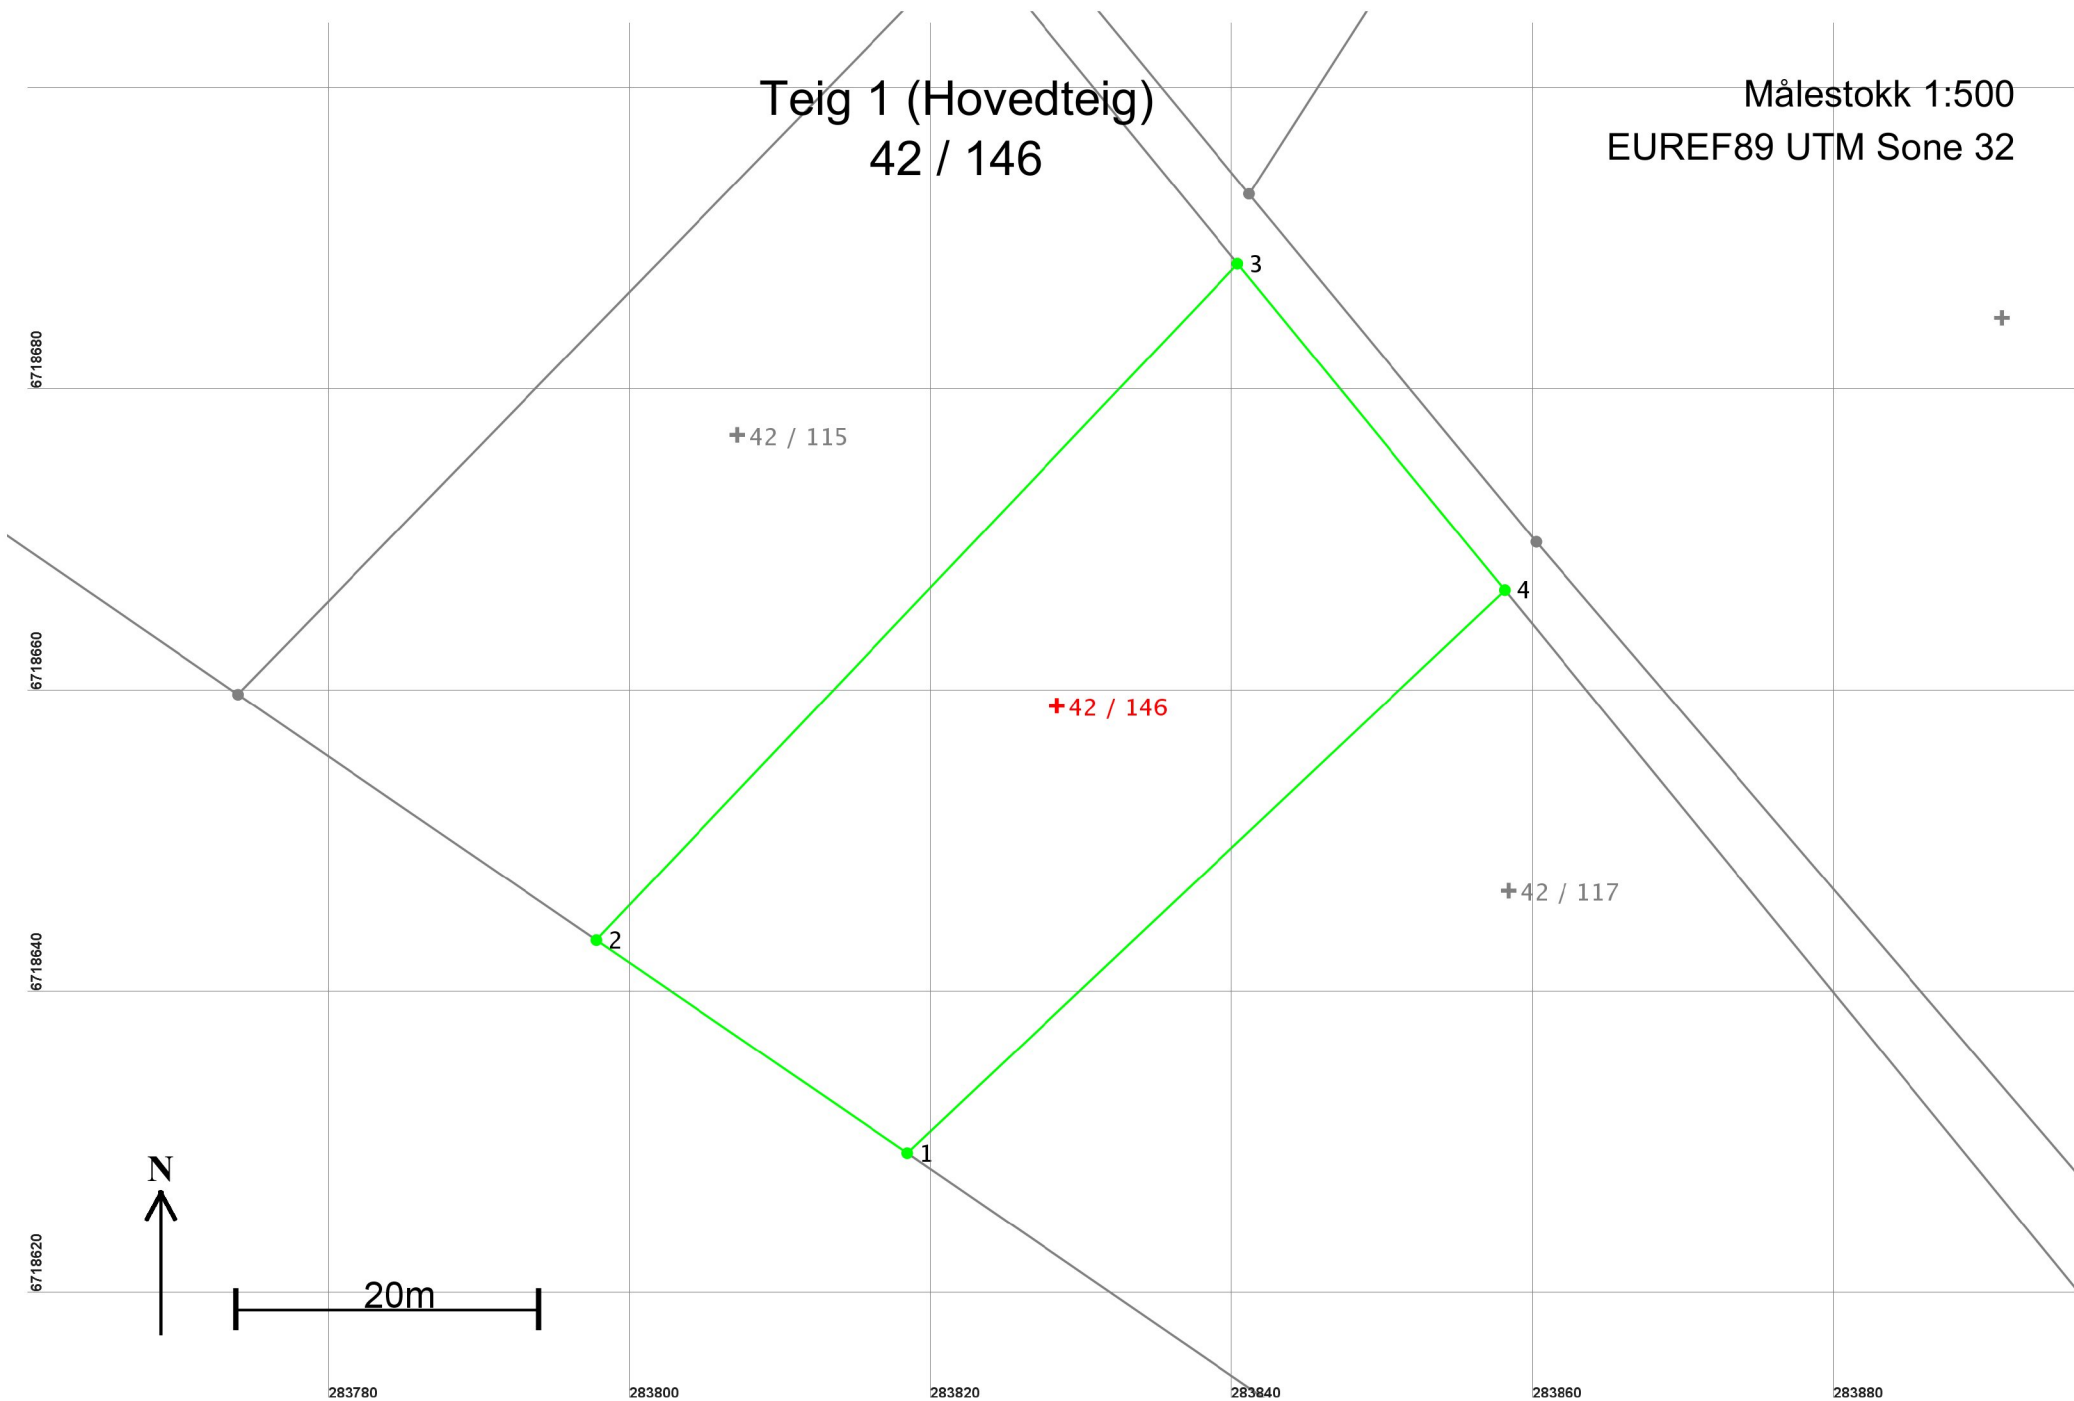 Teig 1 (Hovedteig)
42 / 146
Målestokk 1:500
EUREF89 UTM Sone 32
3
6718680
42 / 115
4
6718660
42 / 146
42 / 117
2
6718640
1
N
6718620
20m
283780
283800
283820
283840
283860
283880